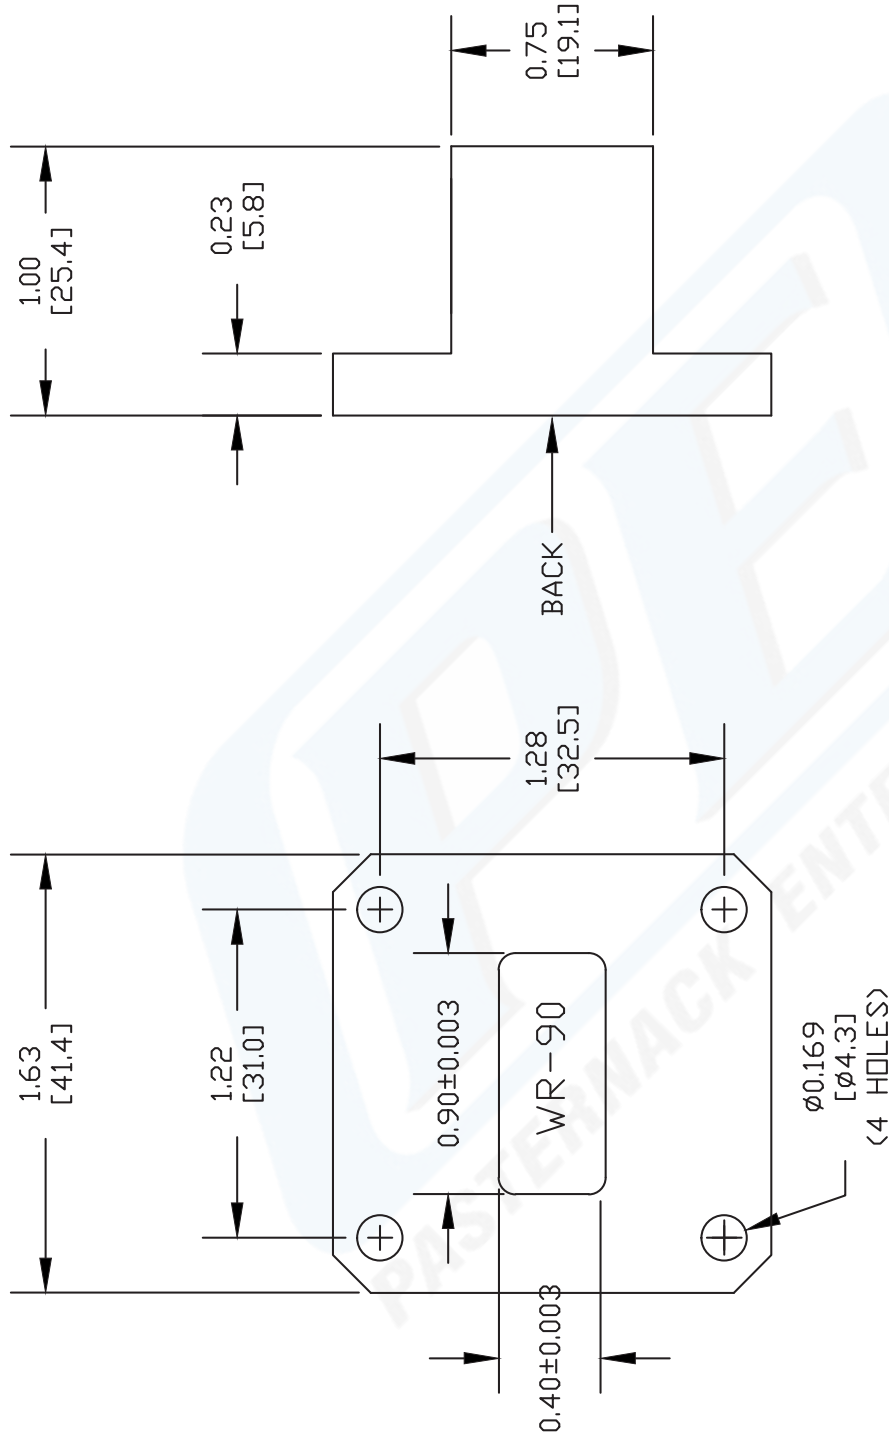 1.63
[41.4]
1.22
[31.0]
0.90±0.003
WR-90
0.40±0.003
Ø0.169
[Ø4.3]
(4 HOLES)
1.28
[32.5]
BACK
1.00
[25.4]
0.23
[5.8]
0.75
[19.1]
PASTERNACK